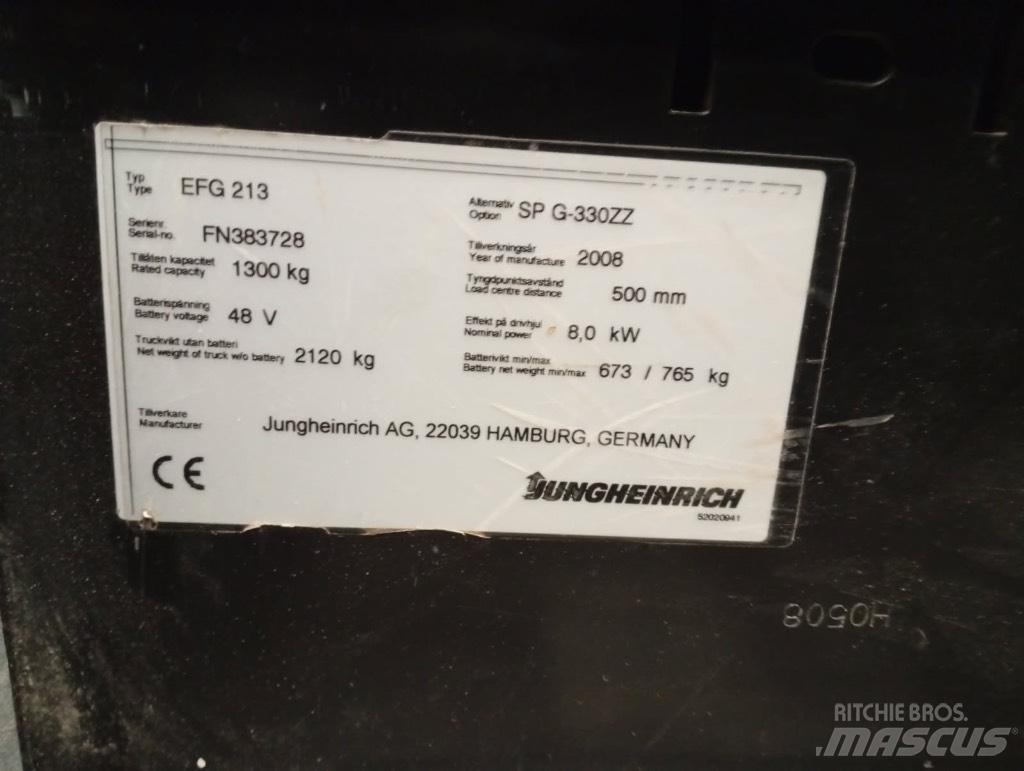 Typ
Type EFG 213
Alternativ
Option SP G-330ZZ
Serienr.
Serial-no. FN383728
Tillverkningsår
Year of manufacture 2008
Tillåten kapacitet
Rated capacity 1300 kg
Tyngdpunktsavstånd
Load centre distance 500 mm
Batterispänning
Battery voltage 48 V
Effekt på drivhjul
Nominal power 8,0 kW
Truckvikt utan batteri
Net weight of truck w/o battery 2120 kg
Batterivikt min/max
Battery net weight min/max 673 / 765 kg
Tillverkare
Manufacturer Jungheinrich AG, 22039 HAMBURG, GERMANY
CE
JUNGHEINRICH
52020941
H0508
RITCHIE BROS.
MASCUS